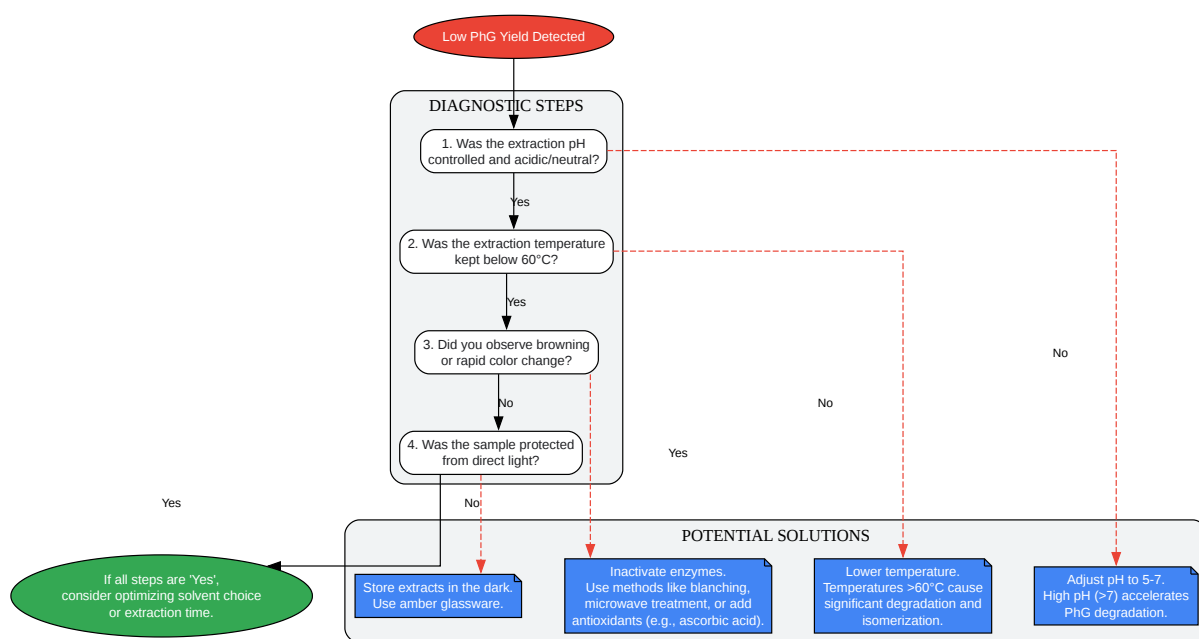 Low PhG Yield Detected
DIAGNOSTIC STEPS
1. Was the extraction pH
controlled and acidic/neutral?
Yes
2. Was the extraction temperature
kept below 60°C?
Yes
3. Did you observe browning
or rapid color change?
No
No
No
4. Was the sample protected
from direct light?
Yes
Yes
No
POTENTIAL SOLUTIONS
If all steps are 'Yes',
consider optimizing solvent choice
or extraction time.
Store extracts in the dark.
Use amber glassware.
Inactivate enzymes.
Use methods like blanching,
microwave treatment, or add
antioxidants (e.g., ascorbic acid).
Lower temperature.
Temperatures >60°C cause
significant degradation and
isomerization.
Adjust pH to 5-7.
High pH (>7) accelerates
PhG degradation.